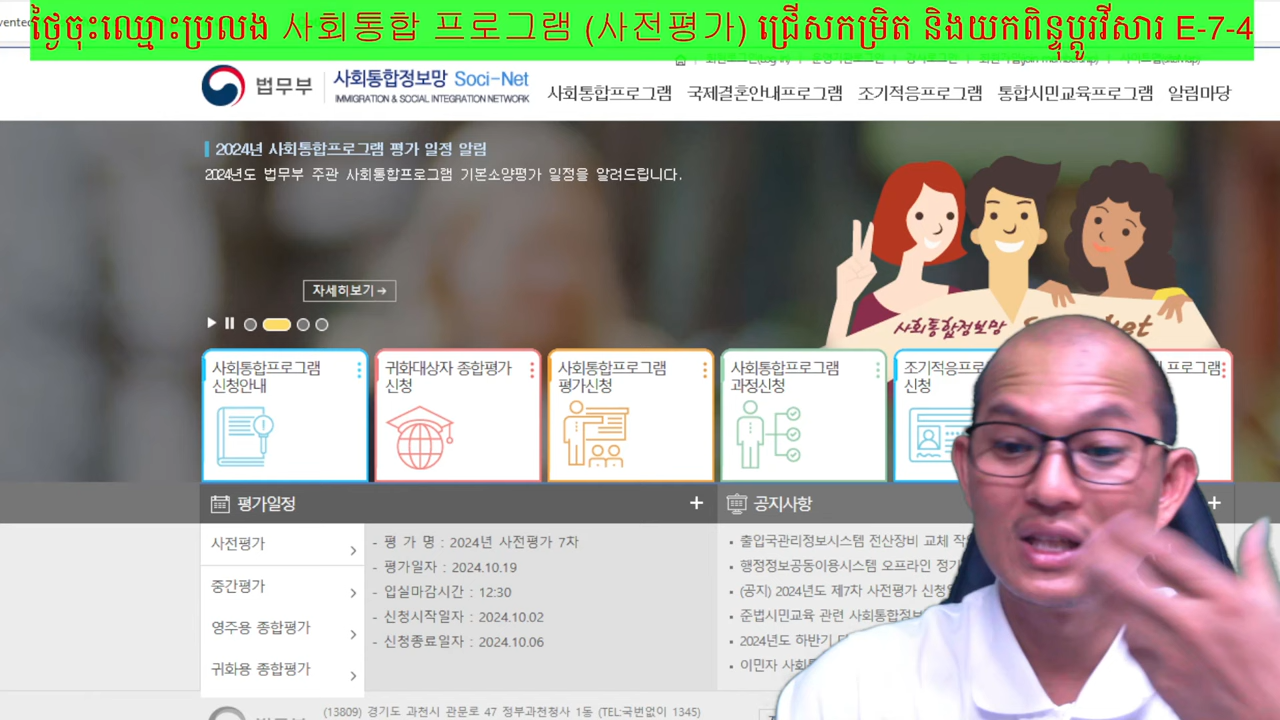 ថ្ងៃចុះឈ្មោះប្រលង 사회통합 프로그램 (사전평가) ជ្រើសកម្រិត និងយកពិន្ទុប្ដូរវីសារ E-7-4
법무부
사회통합정보망 Soci-Net
IMMIGRATION & SOCIAL INTEGRATION NETWORK
사회통합프로그램 국제결혼안내프로그램 조기적응프로그램 통합시민교육프로그램 알림마당
2024년 사회통합프로그램 평가 일정 알림
2024년도 법무부 주관 사회통합프로그램 기본소양평가 일정을 알려드립니다.
자세히보기→
사회통합정보망
사회통합프로그램
신청안내
귀화대상자 종합평가
신청
사회통합프로그램
평가신청
사회통합프로그램
과정신청
조기적응프로
신청
프로그램
평가일정 +
사전평가
중간평가
영주용 종합평가
귀화용 종합평가
- 평 가 명 : 2024년 사전평가 7차
- 평가일자 : 2024.10.19
- 입실마감시간 : 12:30
- 신청시작일자 : 2024.10.02
- 신청종료일자 : 2024.10.06
공지사항 +
출입국관리정보시스템 전산장비 교체
행정정보공동이용시스템 오프라인
(공지) 2024년도 제7차 사전평가
준법시민교육 관련
2024년도 하반기
이민자
(13809) 경기도 과천시 관문로 47 정부과천청사 1동 (TEL:국번없이 1345)